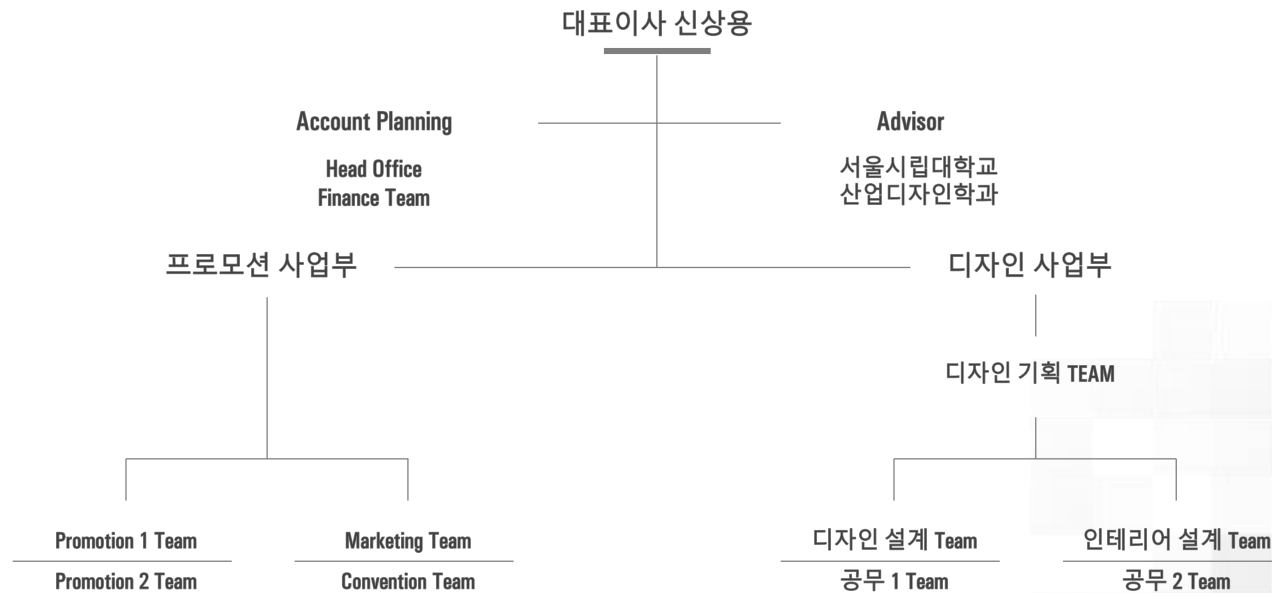 대표이사 신상용
Account Planning
Advisor
Head Office
Finance Team
서울시립대학교
산업디자인학과
프로모션 사업부
디자인 사업부
디자인 기획 TEAM
Promotion 1 Team
Marketing Team
디자인 설계 Team
인테리어 설계 Team
Promotion 2 Team
Convention Team
공무 1 Team
공무 2 Team